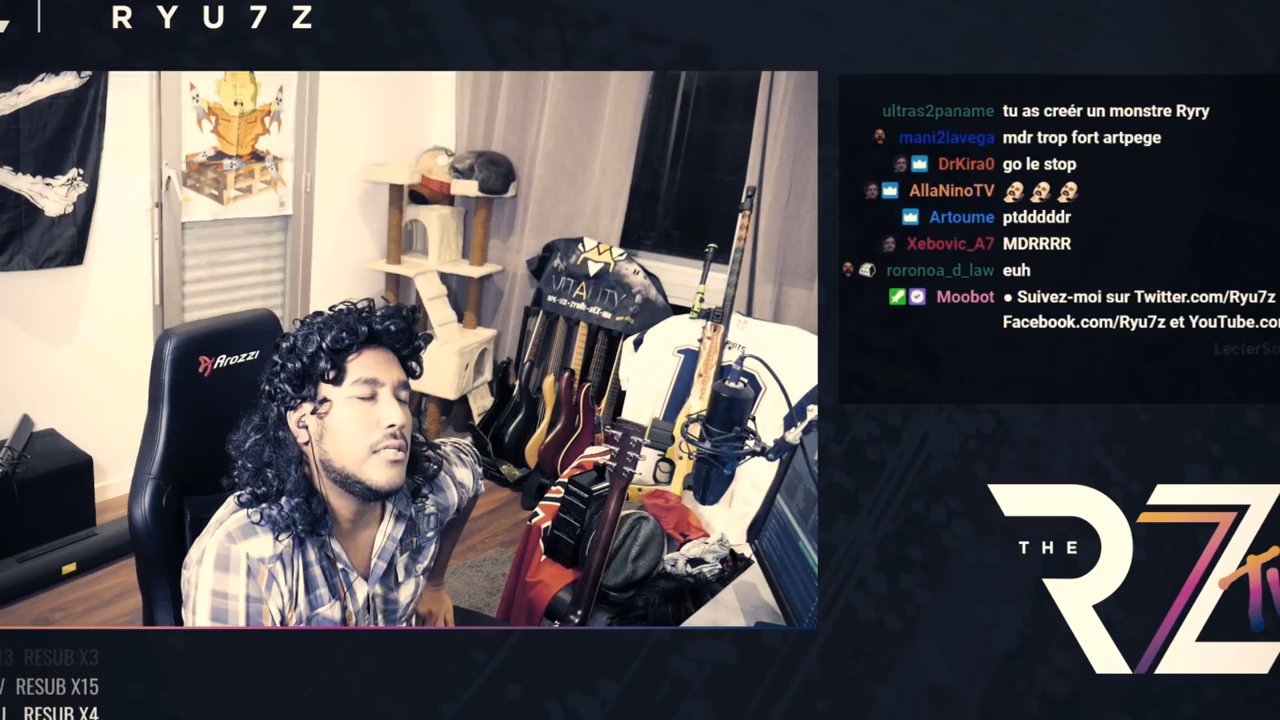 RYU7Z
ultras2paname tu as creér un monstre Ryry
mani2lavega mdr trop fort artpege
DrKira0 go le stop
AllaNinoTV
Artoume ptdddddr
Xebovic_A7 MDRRRR
roronoa_d_law euh
Moobot ● Suivez-moi sur Twitter.com/Ryu7z
Facebook.com/Ryu7z et YouTube.co
Arozzi
VITALITY
THE
R7Z
TV
RESUB X3
RESUB X15
RESUB X4